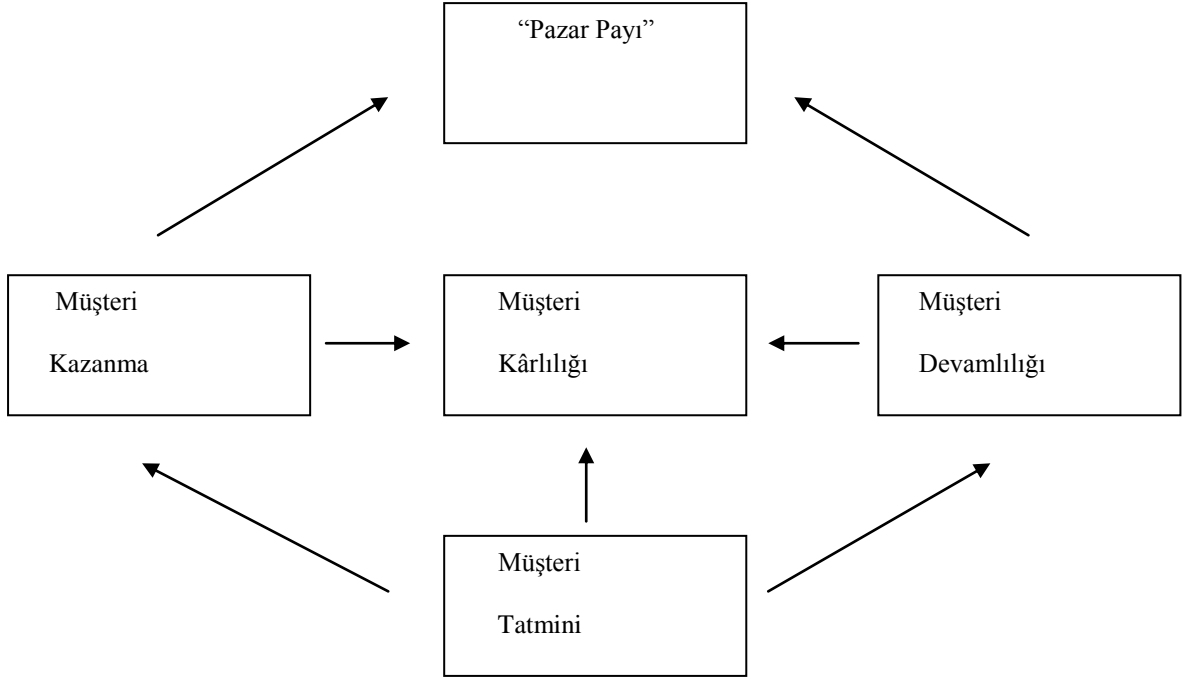 “Pazar Payı”
Müşteri
Kazanma
Müşteri
Kârlılığı
Müşteri
Devamlılığı
Müşteri
Tatmini